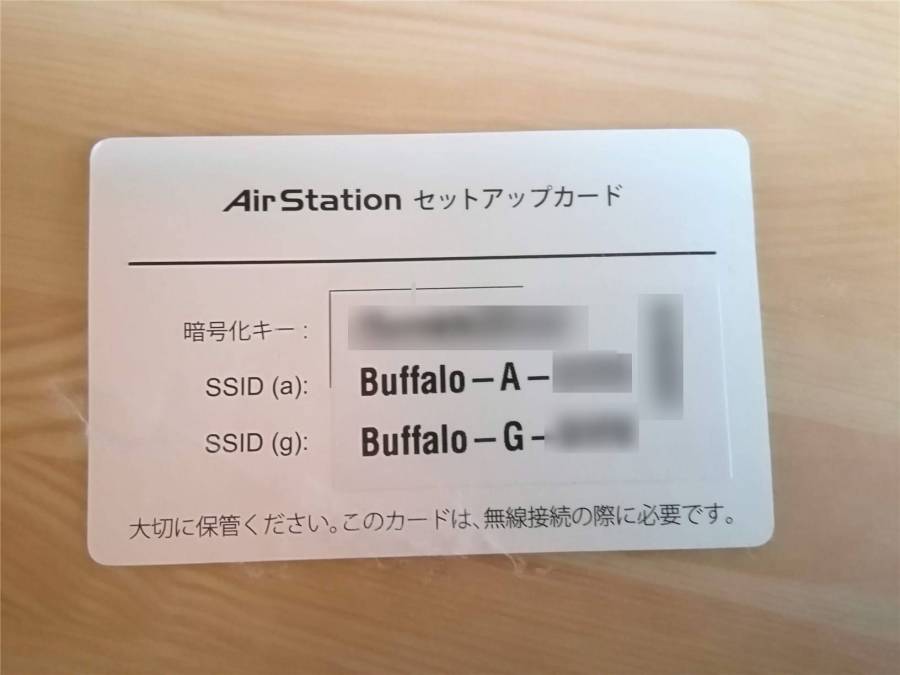 AirStation セットアップカード
暗号化キー :
SSID (a): Buffalo-A-
SSID (g): Buffalo-G-
大切に保管ください。このカードは、無線接続の際に必要です。